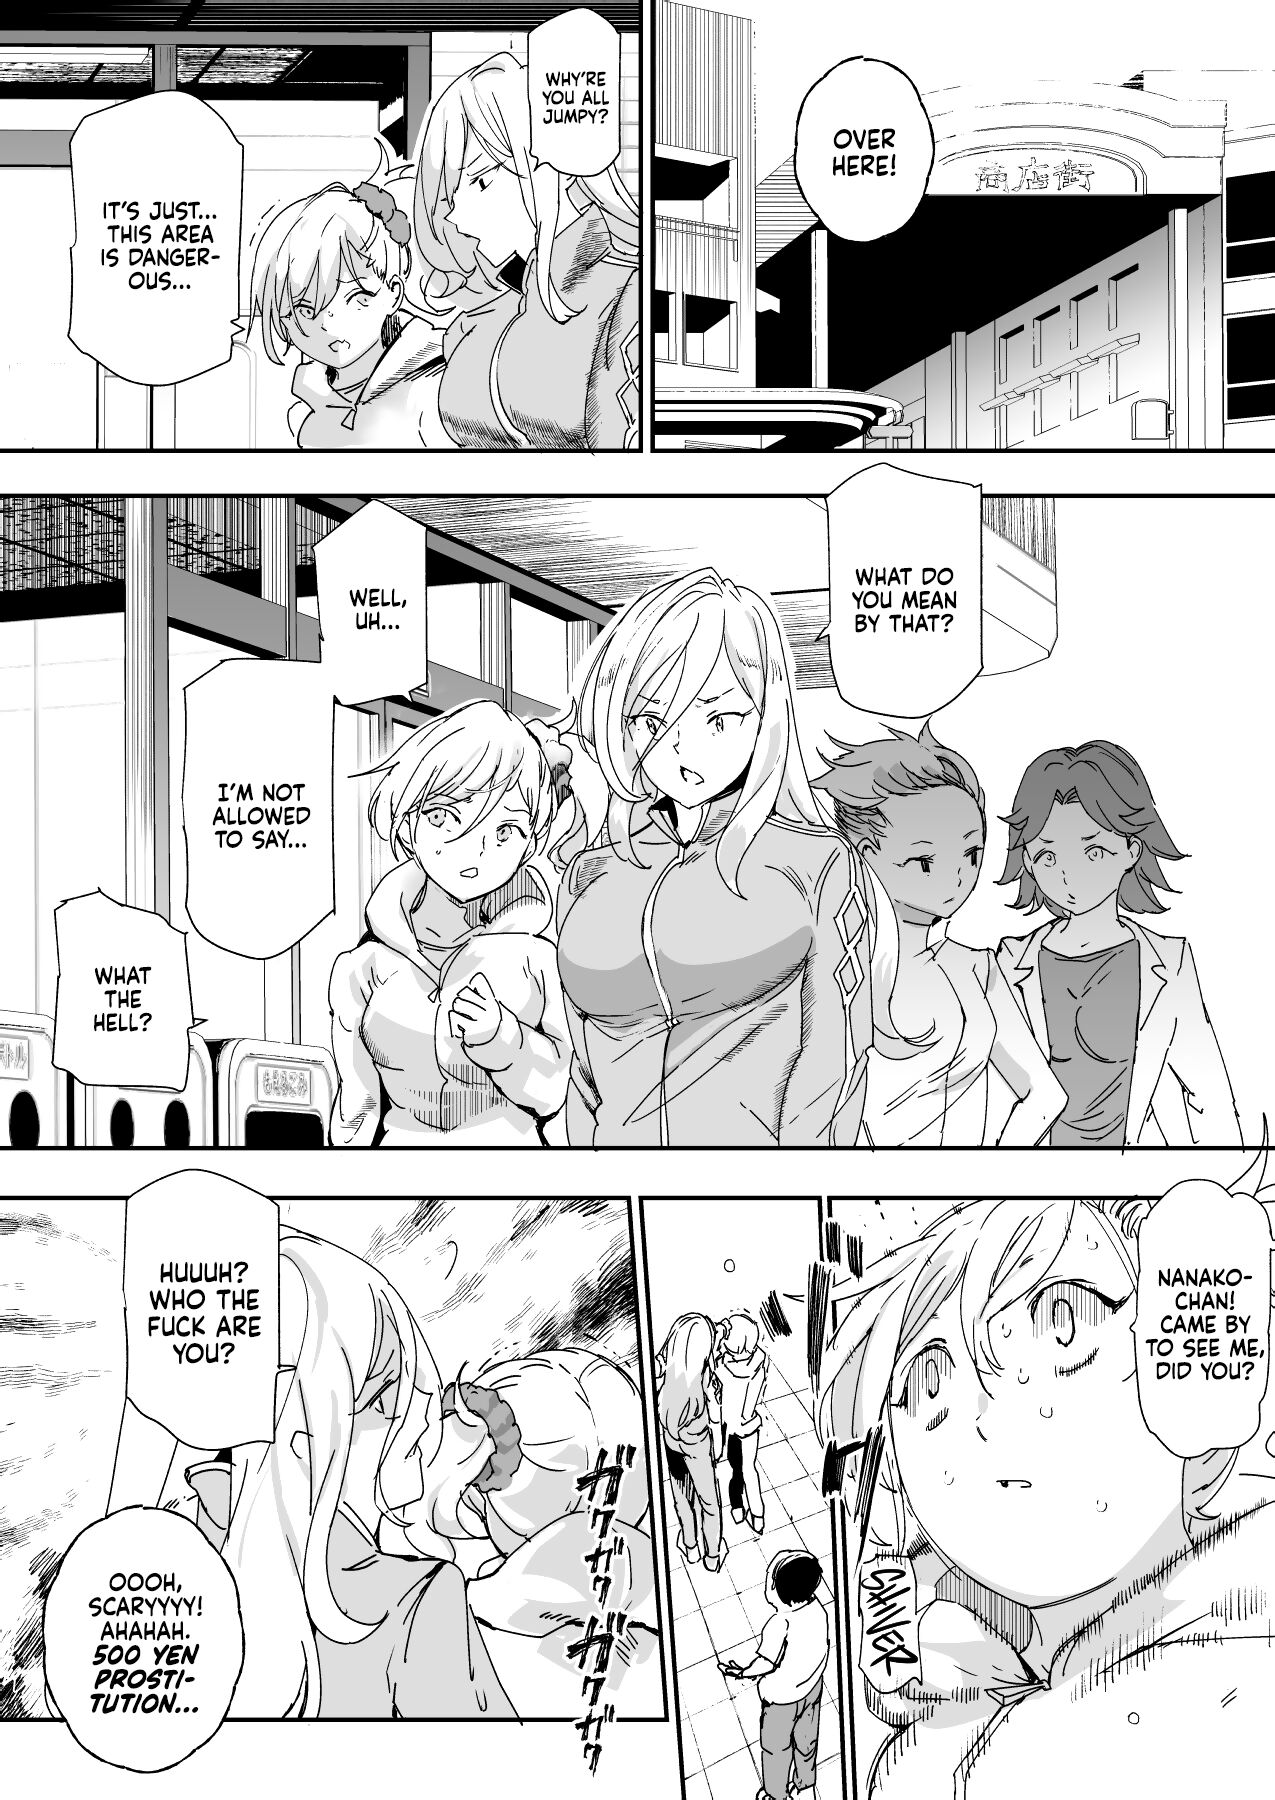 OVER
HERE!
商店街
WHY'RE
YOU ALL
JUMPY?
IT'S JUST...
THIS AREA
IS DANGER-
OUS...
WHAT DO
YOU MEAN
BY THAT?
WELL,
UH...
I'M NOT
ALLOWED
TO SAY...
WHAT
THE
HELL?
NANAKO-
CHAN!
CAME BY
TO SEE ME,
DID YOU?
SHIVER
HUUUH?
WHO THE
FUCK ARE
YOU?
ガクガクガクガク
OOOH,
SCARYYYY!
AHAHAH.
500 YEN
PROSTI-
TUTION...